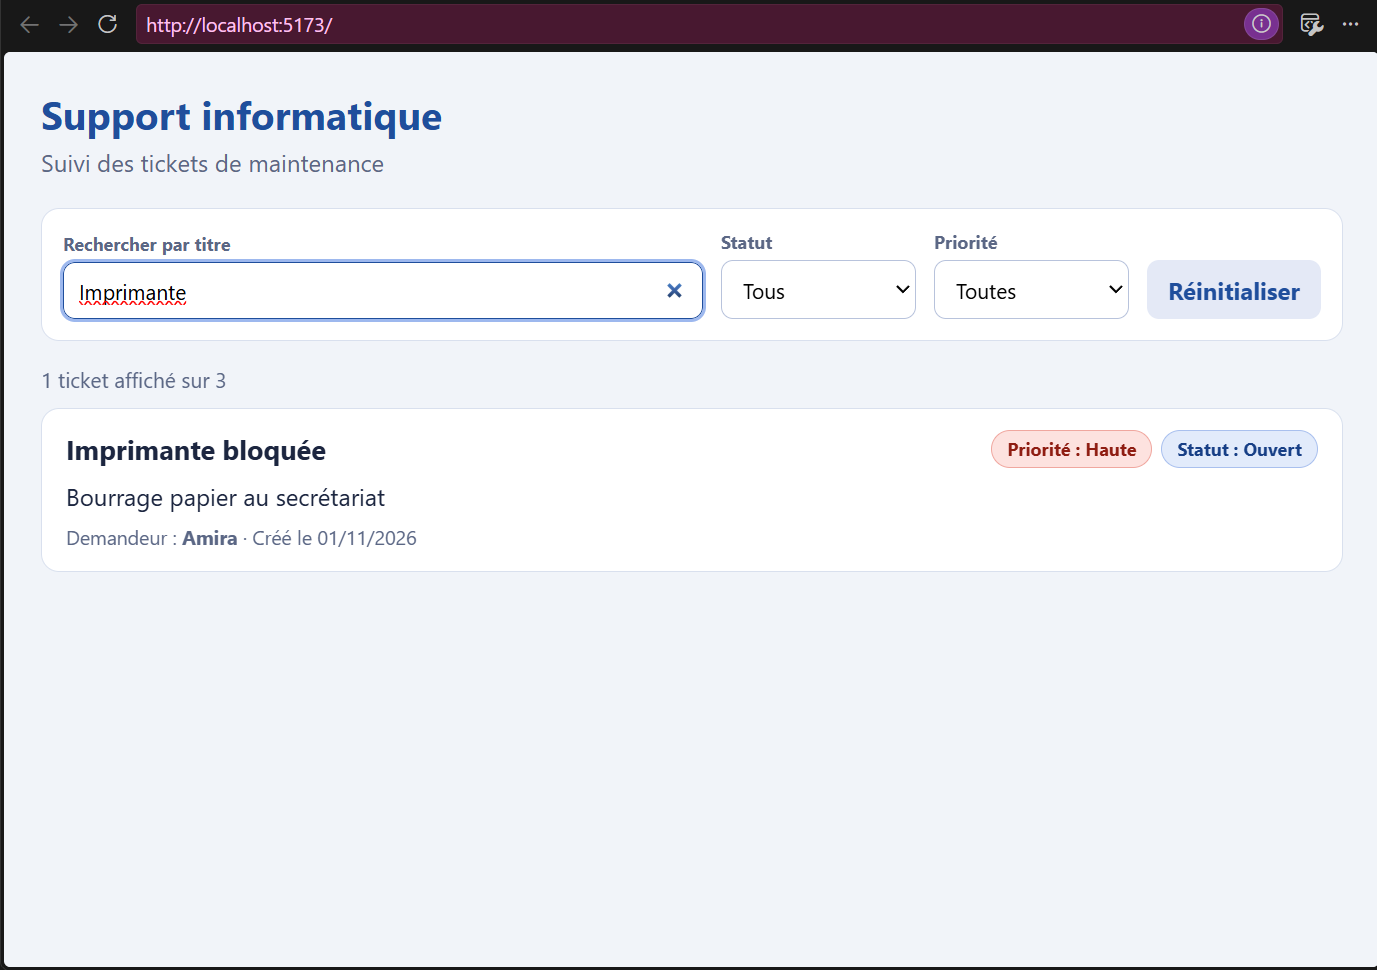 http://localhost:5173/
Support informatique
Suivi des tickets de maintenance
Rechercher par titre
Statut
Priorité
Imprimante
Tous
Toutes
Réinitialiser
1 ticket affiché sur 3
Imprimante bloquée
Priorité : Haute
Statut : Ouvert
Bourrage papier au secrétariat
Demandeur : Amira · Créé le 01/11/2026